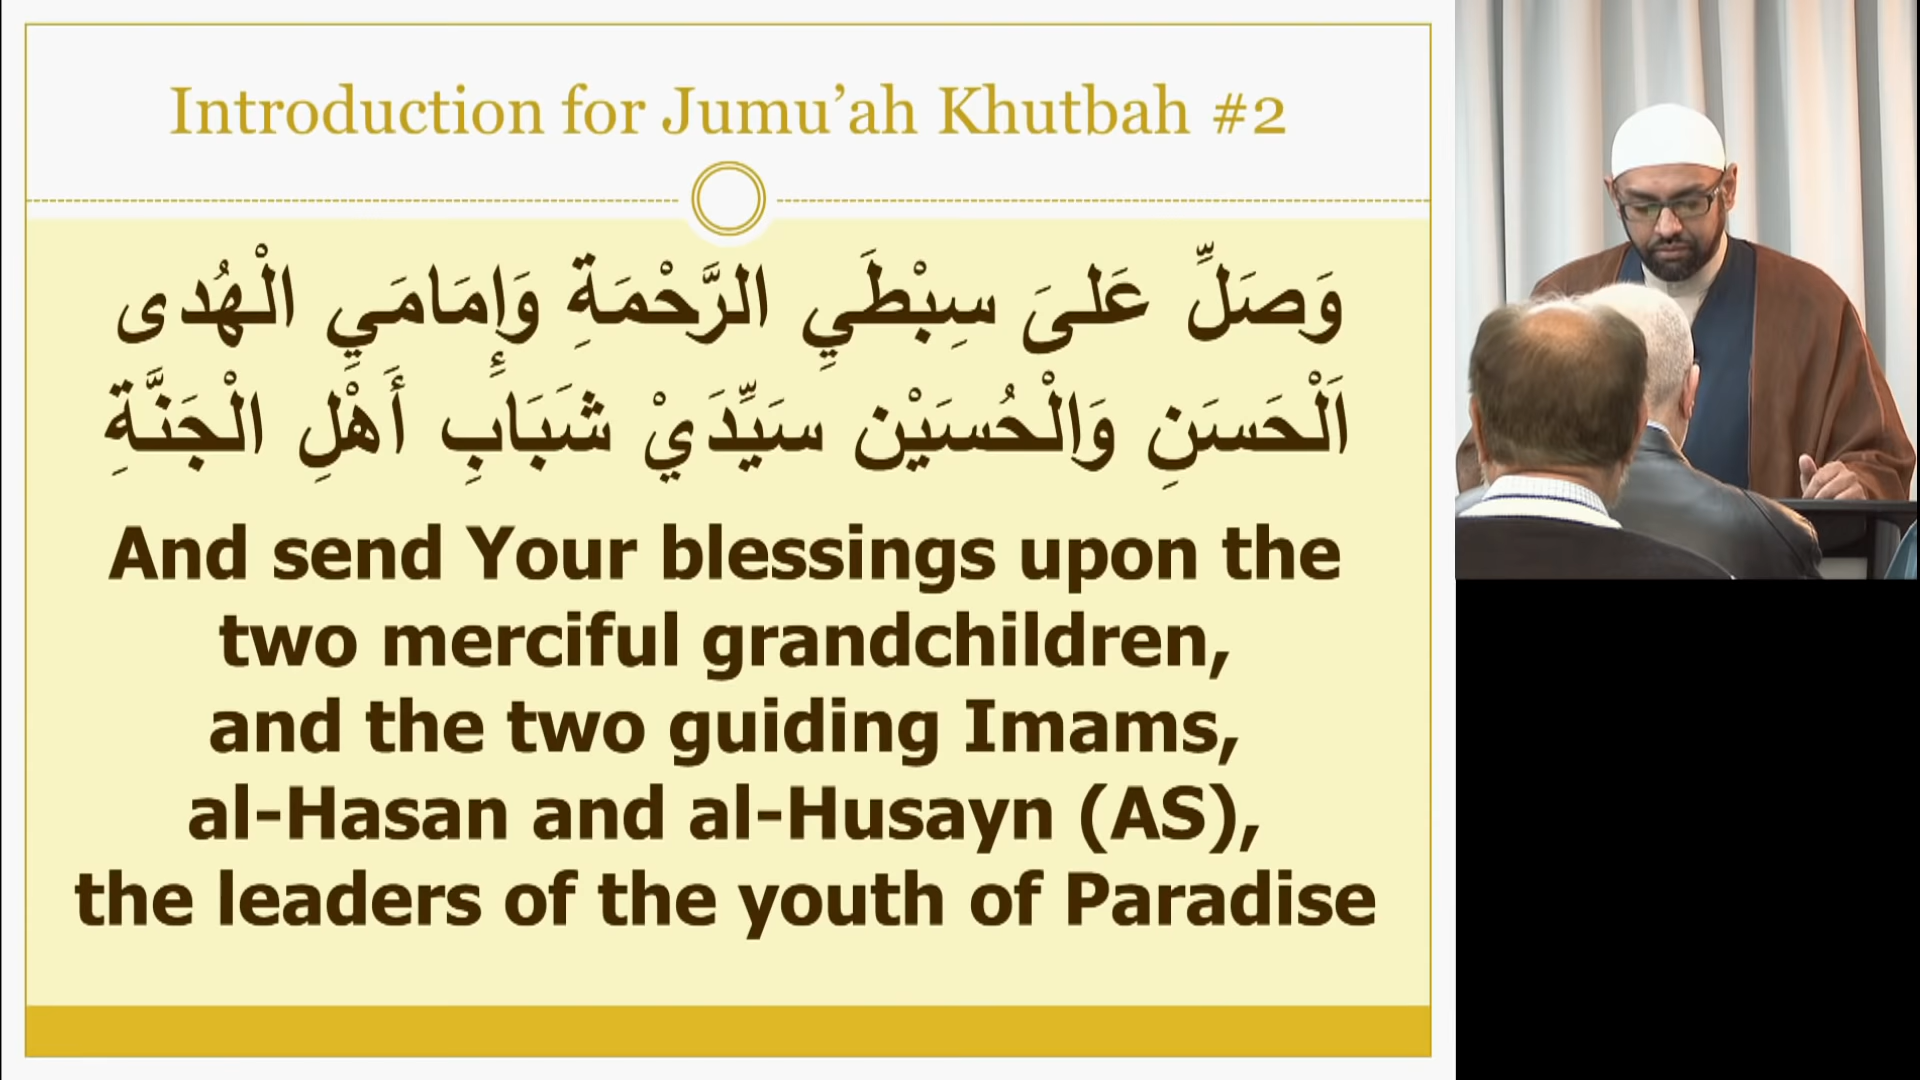 Introduction for Jumu’ah Khutbah #2
وَصَلِّ عَلىَ سِبْطَيِ الرَّحْمَةِ وَإِمَامَيِ الْهُدى
اَلْحَسَنِ وَالْحُسَيْنِ سَيِّدَيْ شَبَابِ أَهْلِ الْجَنَّةِ
And send Your blessings upon the
two merciful grandchildren,
and the two guiding Imams,
al-Hasan and al-Husayn (AS),
the leaders of the youth of Paradise